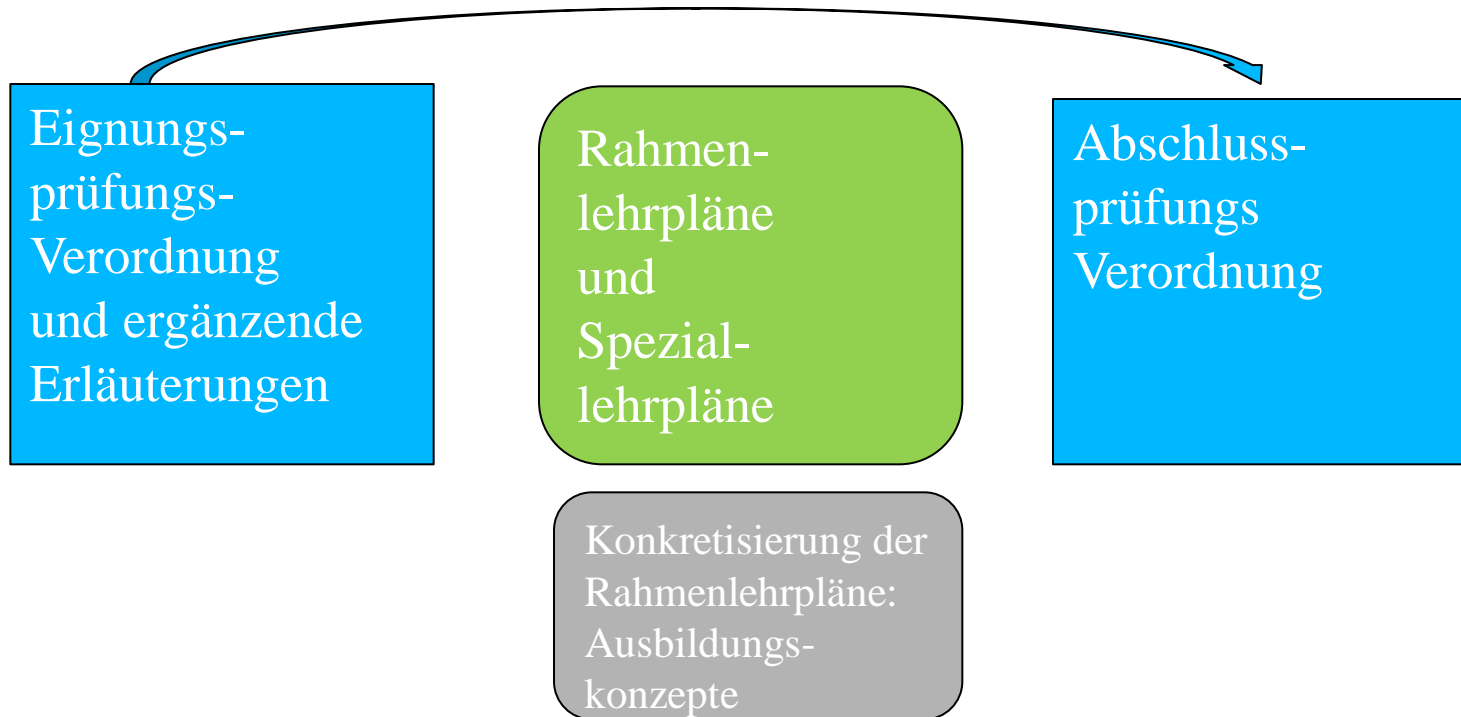 Eignungs-
prüfungs-
Verordnung
und ergänzende
Erläuterungen
Rahmen-
lehrpläne
und
Spezial-
lehrpläne
Abschluss-
prüfungs
Verordnung
Konkretisierung der
Rahmenlehrpläne:
Ausbildungs-
konzepte